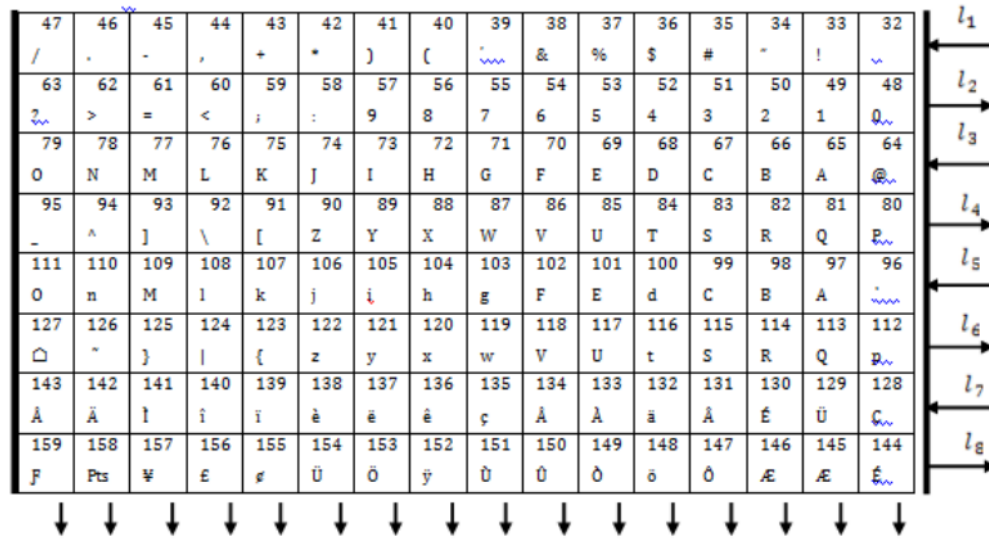 47 46 45 44 43 42 41 40 39 38 37 36 35 34 33 32 l1
/ . - , + * ) ( ' & % $ # " !
63 62 61 60 59 58 57 56 55 54 53 52 51 50 49 48 l2
? > = < ; : 9 8 7 6 5 4 3 2 1 0
79 78 77 76 75 74 73 72 71 70 69 68 67 66 65 64 l3
O N M L K J I H G F E D C B A @
95 94 93 92 91 90 89 88 87 86 85 84 83 82 81 80 l4
_ ^ ] \ [ Z Y X W V U T S R Q P
111 110 109 108 107 106 105 104 103 102 101 100 99 98 97 96 l5
O n M l k j i h g F E d C B A `
127 126 125 124 123 122 121 120 119 118 117 116 115 114 113 112 l6
⌂ ~ } | { z y x w V U t S R Q p
143 142 141 140 139 138 137 136 135 134 133 132 131 130 129 128 l7
Å Ä Ì î ï è ë ê ç Å À ä Â É Ü Ç
159 158 157 156 155 154 153 152 151 150 149 148 147 146 145 144 l8
Ƒ Pts ¥ £ ø Ü Ö ÿ Ù Û Ò ö Ô Æ Æ É